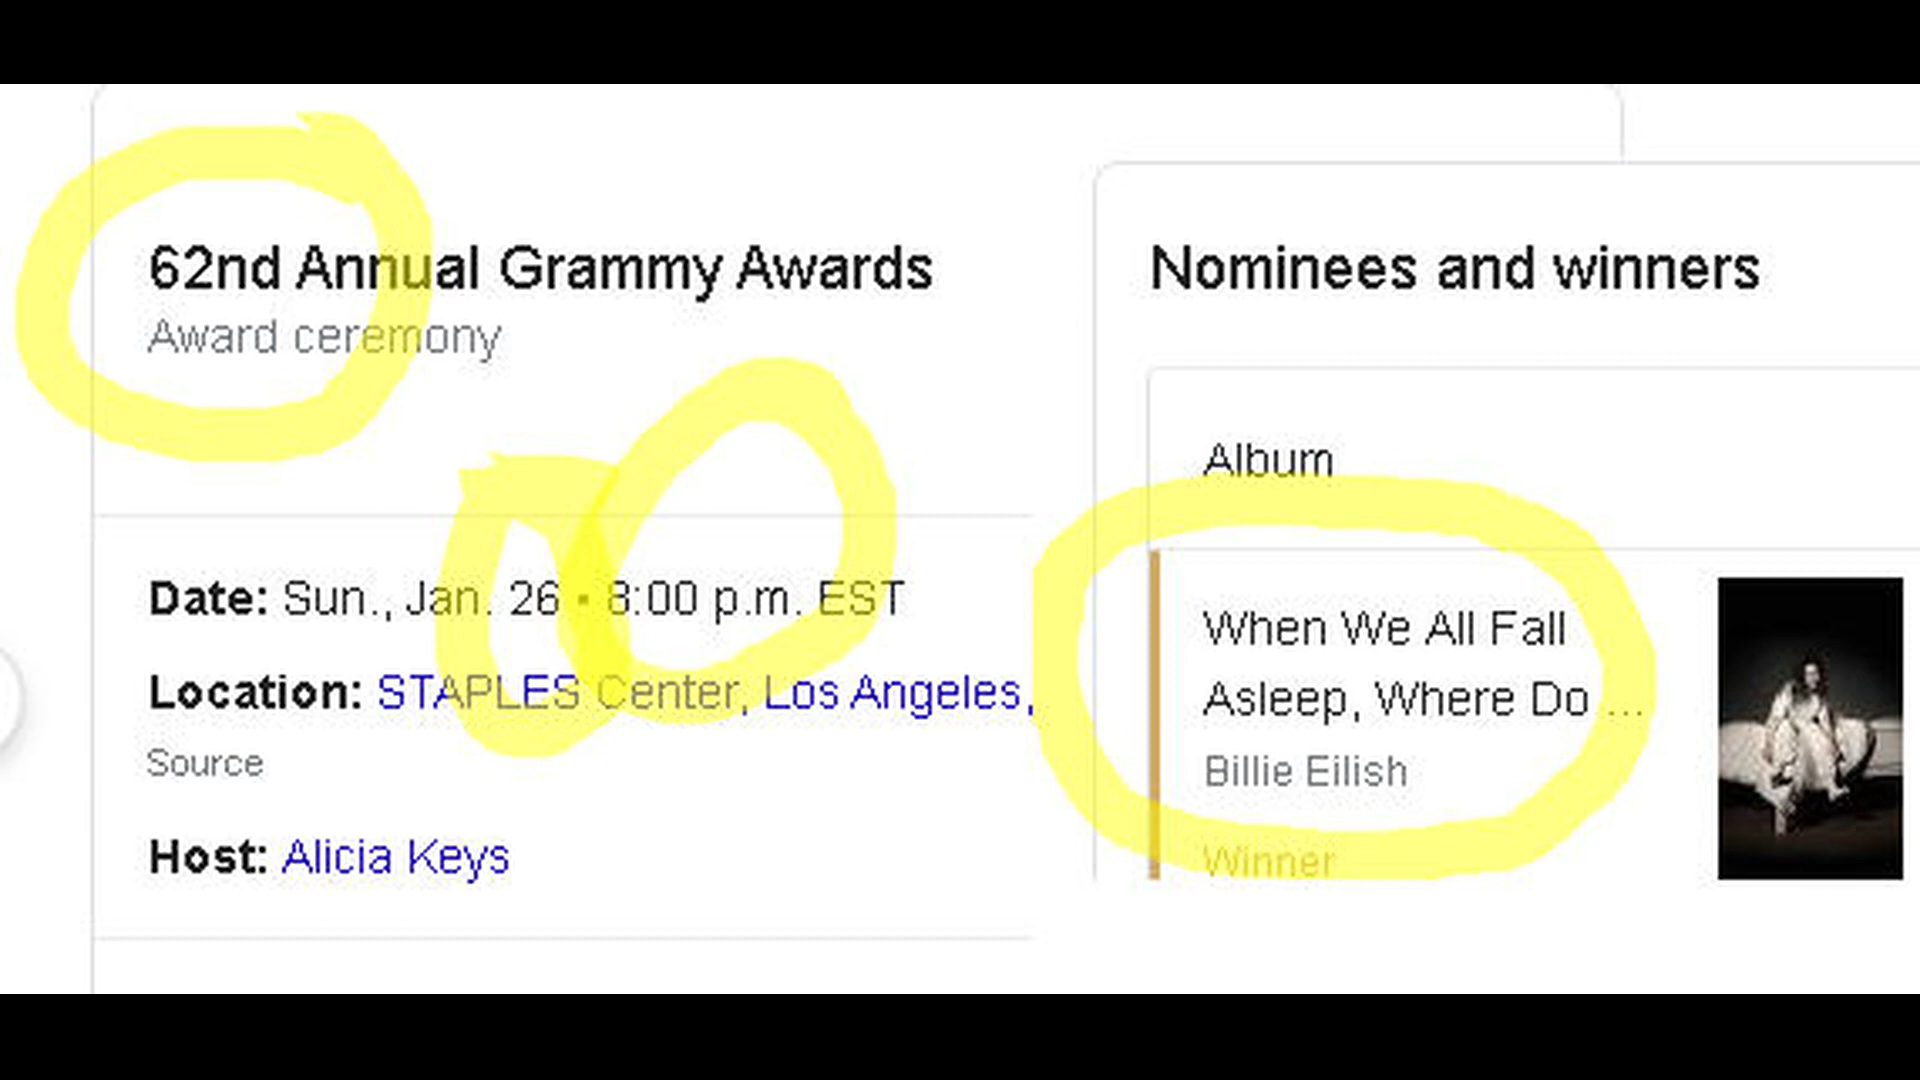 62nd Annual Grammy Awards
Award ceremony
Date: Sun., Jan. 26 • 8:00 p.m. EST
Location: STAPLES Center, Los Angeles,
Source
Host: Alicia Keys
Nominees and winners
Album
When We All Fall
Asleep, Where Do ...
Billie Eilish
Winner